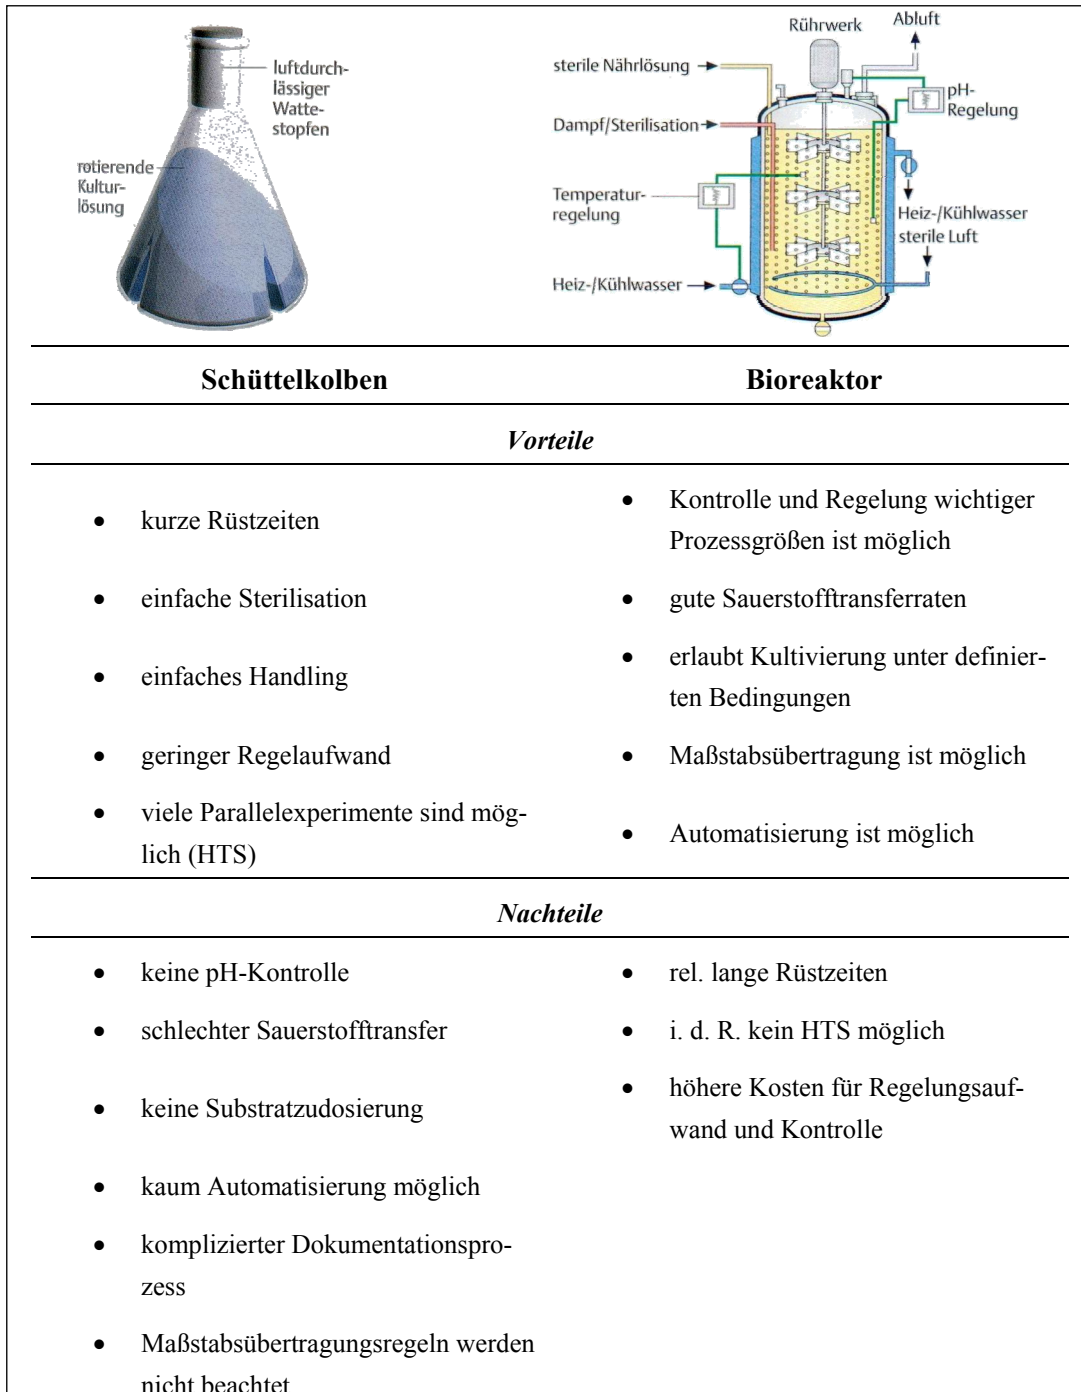 luftdurch-
lässiger
Watte-
stopfen
rotierende
Kultur-
lösung
Rührwerk
Abluft
sterile Nährlösung
pH-
Regelung
Dampf/Sterilisation
Temperatur-
regelung
Heiz-/Kühlwasser
sterile Luft
Heiz-/Kühlwasser
Schüttelkolben
Bioreaktor
Vorteile
• kurze Rüstzeiten
• Kontrolle und Regelung wichtiger
Prozessgrößen ist möglich
• einfache Sterilisation
• gute Sauerstofftransferraten
• einfaches Handling
• erlaubt Kultivierung unter definier-
ten Bedingungen
• geringer Regelaufwand
• Maßstabsübertragung ist möglich
• viele Parallelexperimente sind mög-
lich (HTS)
• Automatisierung ist möglich
Nachteile
• keine pH-Kontrolle
• rel. lange Rüstzeiten
• schlechter Sauerstofftransfer
• i. d. R. kein HTS möglich
• keine Substratzudosierung
• höhere Kosten für Regelungsauf-
wand und Kontrolle
• kaum Automatisierung möglich
• komplizierter Dokumentationspro-
zess
• Maßstabsübertragungsregeln werden
nicht beachtet